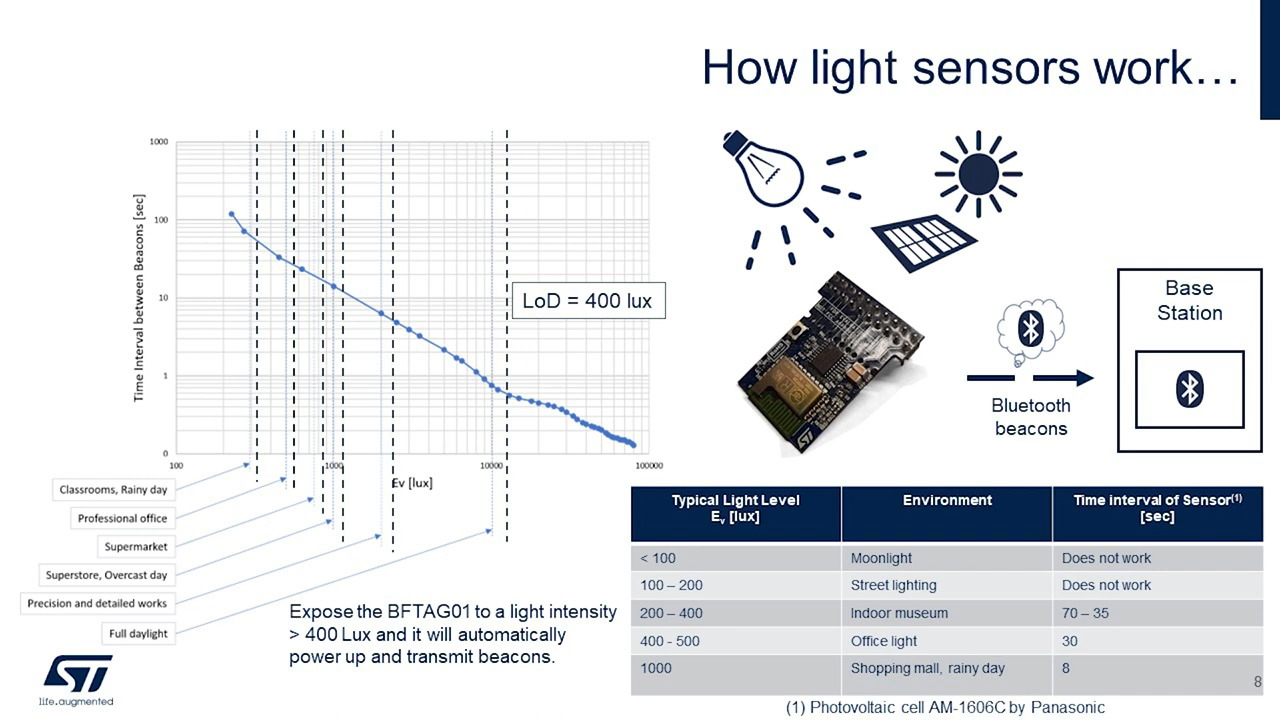 How light sensors work…
1000
100
10
1
0
Time Interval between Beacons [sec]
100
1000
10000
100000
Ev [lux]
LoD = 400 lux
Classrooms, Rainy day
Professional office
Supermarket
Superstore, Overcast day
Precision and detailed works
Full daylight
Expose the BFTAG01 to a light intensity
> 400 Lux and it will automatically
power up and transmit beacons.
Bluetooth
beacons
Base
Station
Typical Light Level
Ev [lux]
Environment
Time interval of Sensor(1)
[sec]
< 100 Moonlight Does not work
100 – 200 Street lighting Does not work
200 – 400 Indoor museum 70 – 35
400 - 500 Office light 30
1000 Shopping mall, rainy day 8
(1) Photovoltaic cell AM-1606C by Panasonic
ST
life.augmented
8